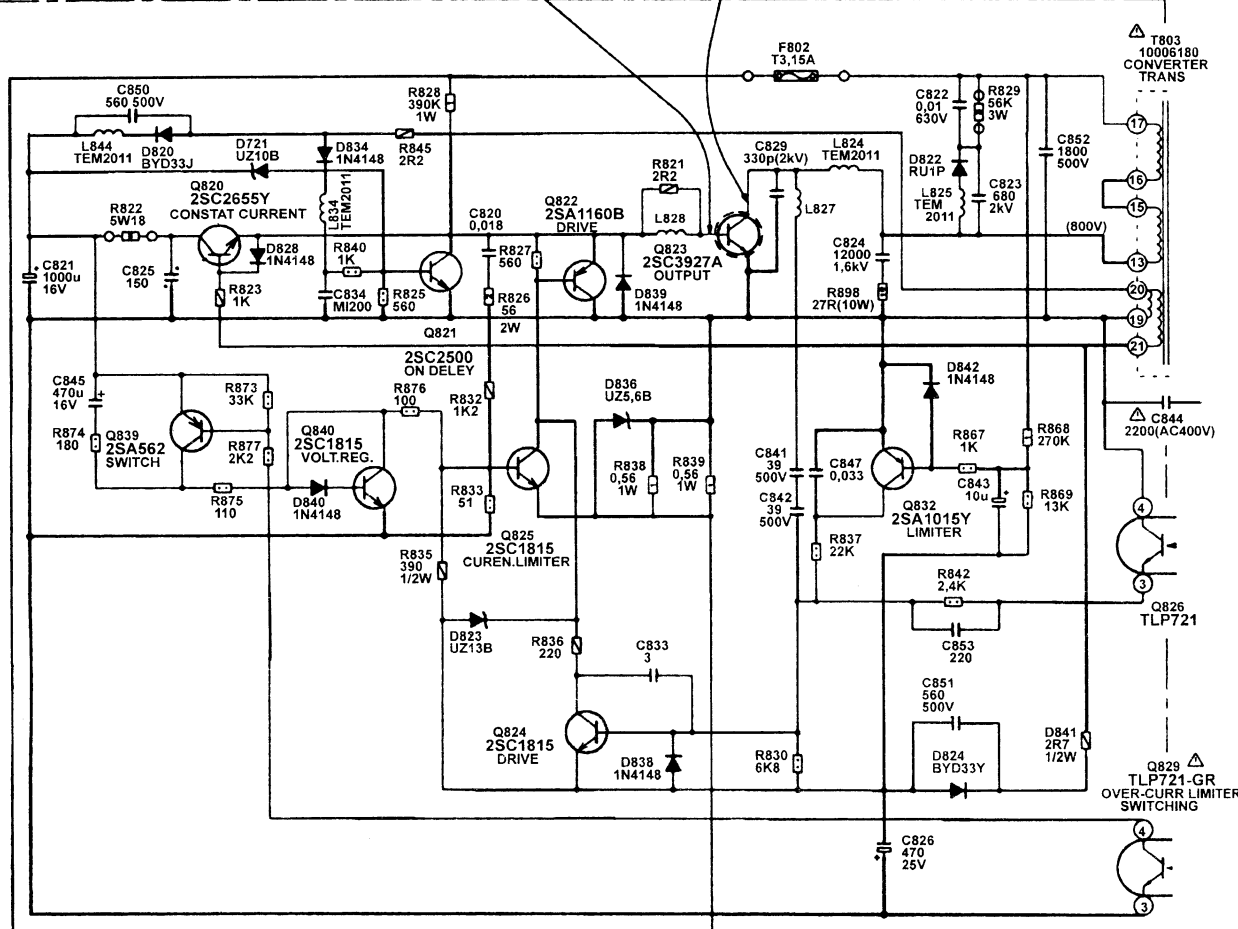 F802
T3,15A
T803
10006180
CONVERTER
TRANS
C850
560 500V
L844
TEM2011
D820
BYD33J
D721
UZ10B
R828
390K
1W
D834
1N4148
R845
2R2
L834
TEM2011
C822
0,01
630V
R829
56K
3W
C852
1800
500V
17
16
15
13
20
19
21
(800V)
D822
RU1P
L825
TEM
2011
C823
680
2kV
C829
330p(2kV)
L824
TEM2011
L827
R821
2R2
L828
Q823
2SC3927A
OUTPUT
C824
12000
1,6kV
R898
27R(10W)
Q820
2SC2655Y
CONSTAT CURRENT
R822
5W18
C821
1000u
16V
C825
150
R823
1K
D828
1N4148
R840
1K
C834
MI200
R825
560
Q821
2SC2500
ON DELEY
C820
0,018
R827
560
R826
56
2W
Q822
2SA1160B
DRIVE
D839
1N4148
C845
470u
16V
R874
180
Q839
2SA562
SWITCH
R873
33K
R877
2K2
R875
110
Q840
2SC1815
VOLT.REG.
D840
1N4148
R876
100
R832
1K2
R833
51
Q825
2SC1815
CUREN.LIMITER
D836
UZ5,6B
R838
0,56
1W
R839
0,56
1W
C841
39
500V
C842
39
500V
C847
0,033
D842
1N4148
R867
1K
C843
10u
R868
270K
R869
13K
C844
2200(AC400V)
Q832
2SA1015Y
LIMITER
R837
22K
R842
2,4K
C853
220
4
3
Q826
TLP721
R835
390
1/2W
D823
UZ13B
R836
220
C833
3
Q824
2SC1815
DRIVE
D838
1N4148
R830
6K8
C851
560
500V
D824
BYD33Y
D841
2R7
1/2W
Q829
TLP721-GR
OVER-CURR LIMITER
SWITCHING
C826
470
25V
4
3